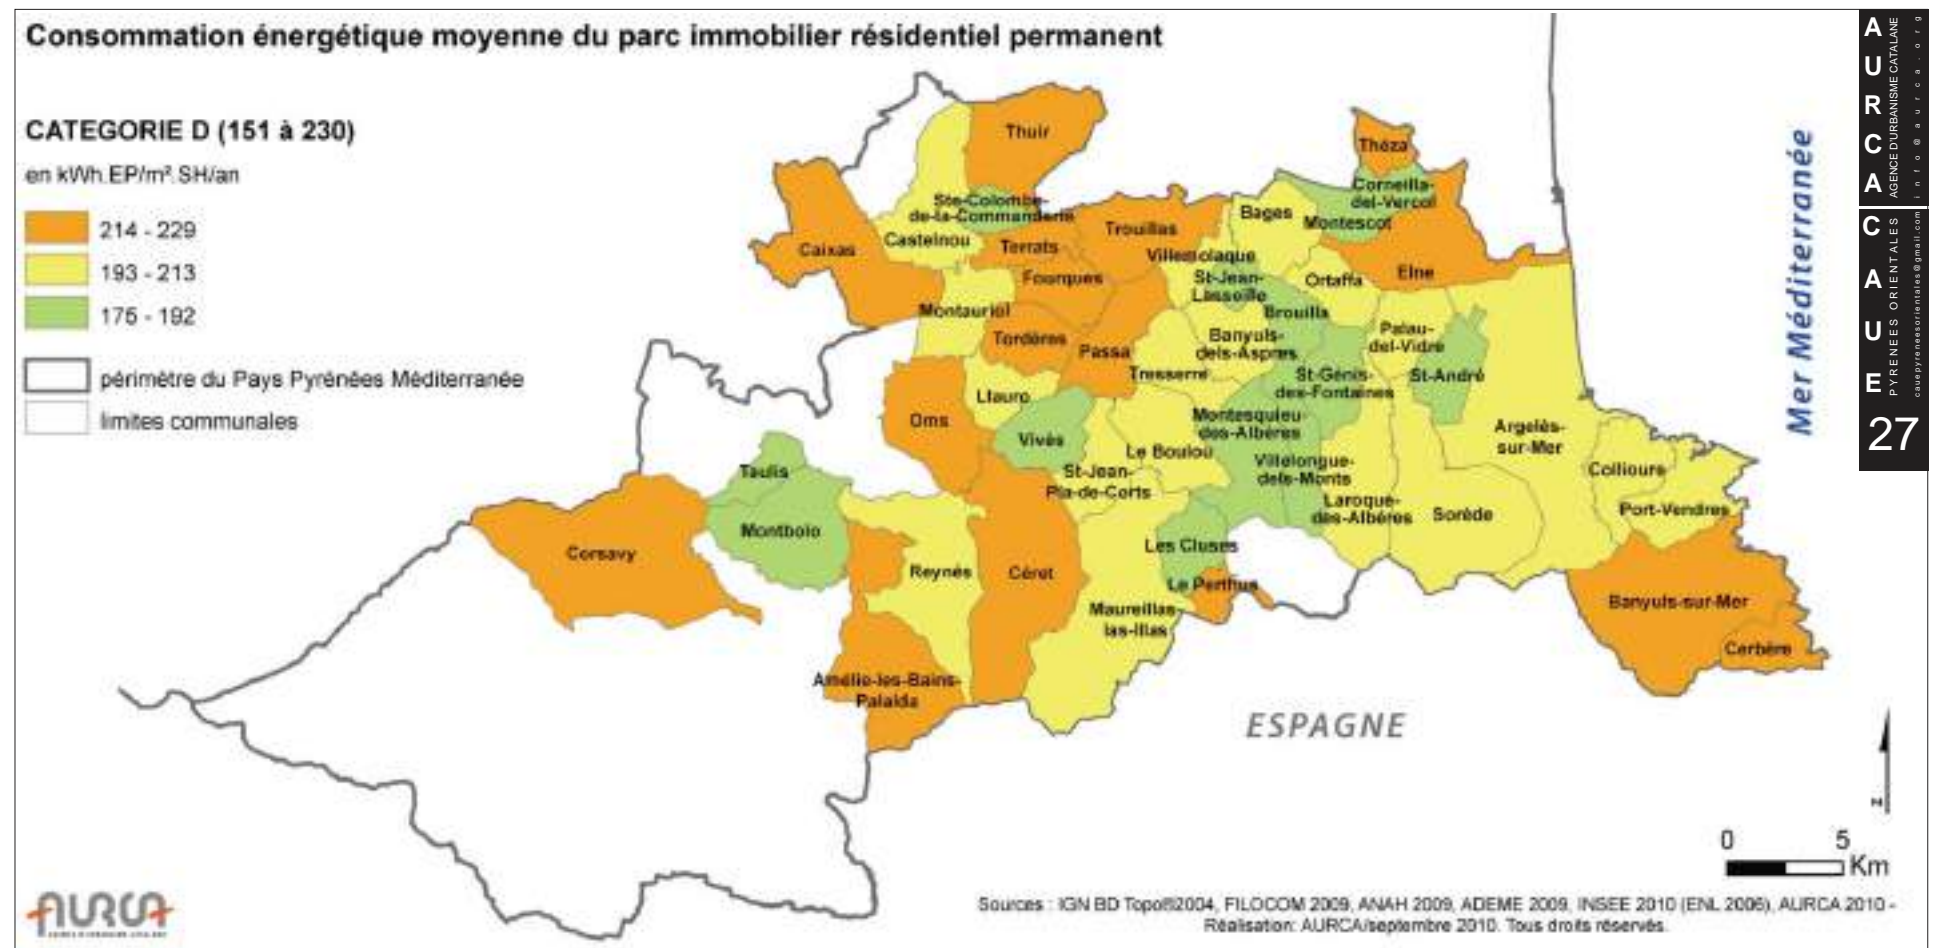 Consommation énergétique moyenne du parc immobilier résidentiel permanent
CATEGORIE D (151 à 230)
en kWh.EP/m².SH/an
214 - 229
193 - 213
175 - 192
périmètre du Pays Pyrénées Méditerranée
limites communales
Thuir
Théza
Ste-Colombe-
de-la-Commanderie
Corneilla-
del-Vercol
Montescot
Bages
Castelnou
Caixas
Terrats
Trouillas
Villemolaque
Fourques
St-Jean-
Lasseille
Ortaffa
Elne
Montauriol
Brouilla
Tordères
Passa
Banyuls-
dels-Aspres
Palau-
del-Vidre
Tresserre
St-Génis-
des-Fontaines
St-André
Llauro
Oms
Vivès
Montesquieu-
des-Albères
Le Boulou
Argelès-
sur-Mer
Collioure
Taulis
St-Jean-
Pla-de-Corts
Villelongue-
dels-Monts
Laroque-
des-Albères
Sorède
Port-Vendres
Montbolo
Corsavy
Reynés
Céret
Les Cluses
Le Perthus
Maureillas-
las-Illas
Banyuls-sur-Mer
Cerbère
Amélie-les-Bains-
Palalda
Mer Méditerranée
ESPAGNE
N
0 5
Km
AURCA
Sources : IGN BD Topo®2004, FILOCOM 2009, ANAH 2009, ADEME 2009, INSEE 2010 (ENL 2006), AURCA 2010 -
Réalisation: AURCA/septembre 2010. Tous droits réservés.
AURCA
AGENCE D'URBANISME CATALANE
info@aurca.org
CAUE
PYRENEES ORIENTALES
cauepyreneesorientales@gmail.com
27